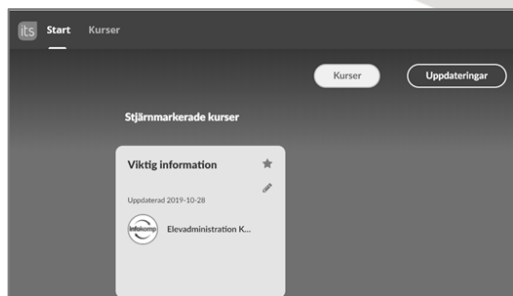 its Start Kurser
Kurser Uppdateringar
Stjärnmarkerade kurser
Viktig information
Uppdaterad 2019-10-28
Infokomp Elevadministration K...